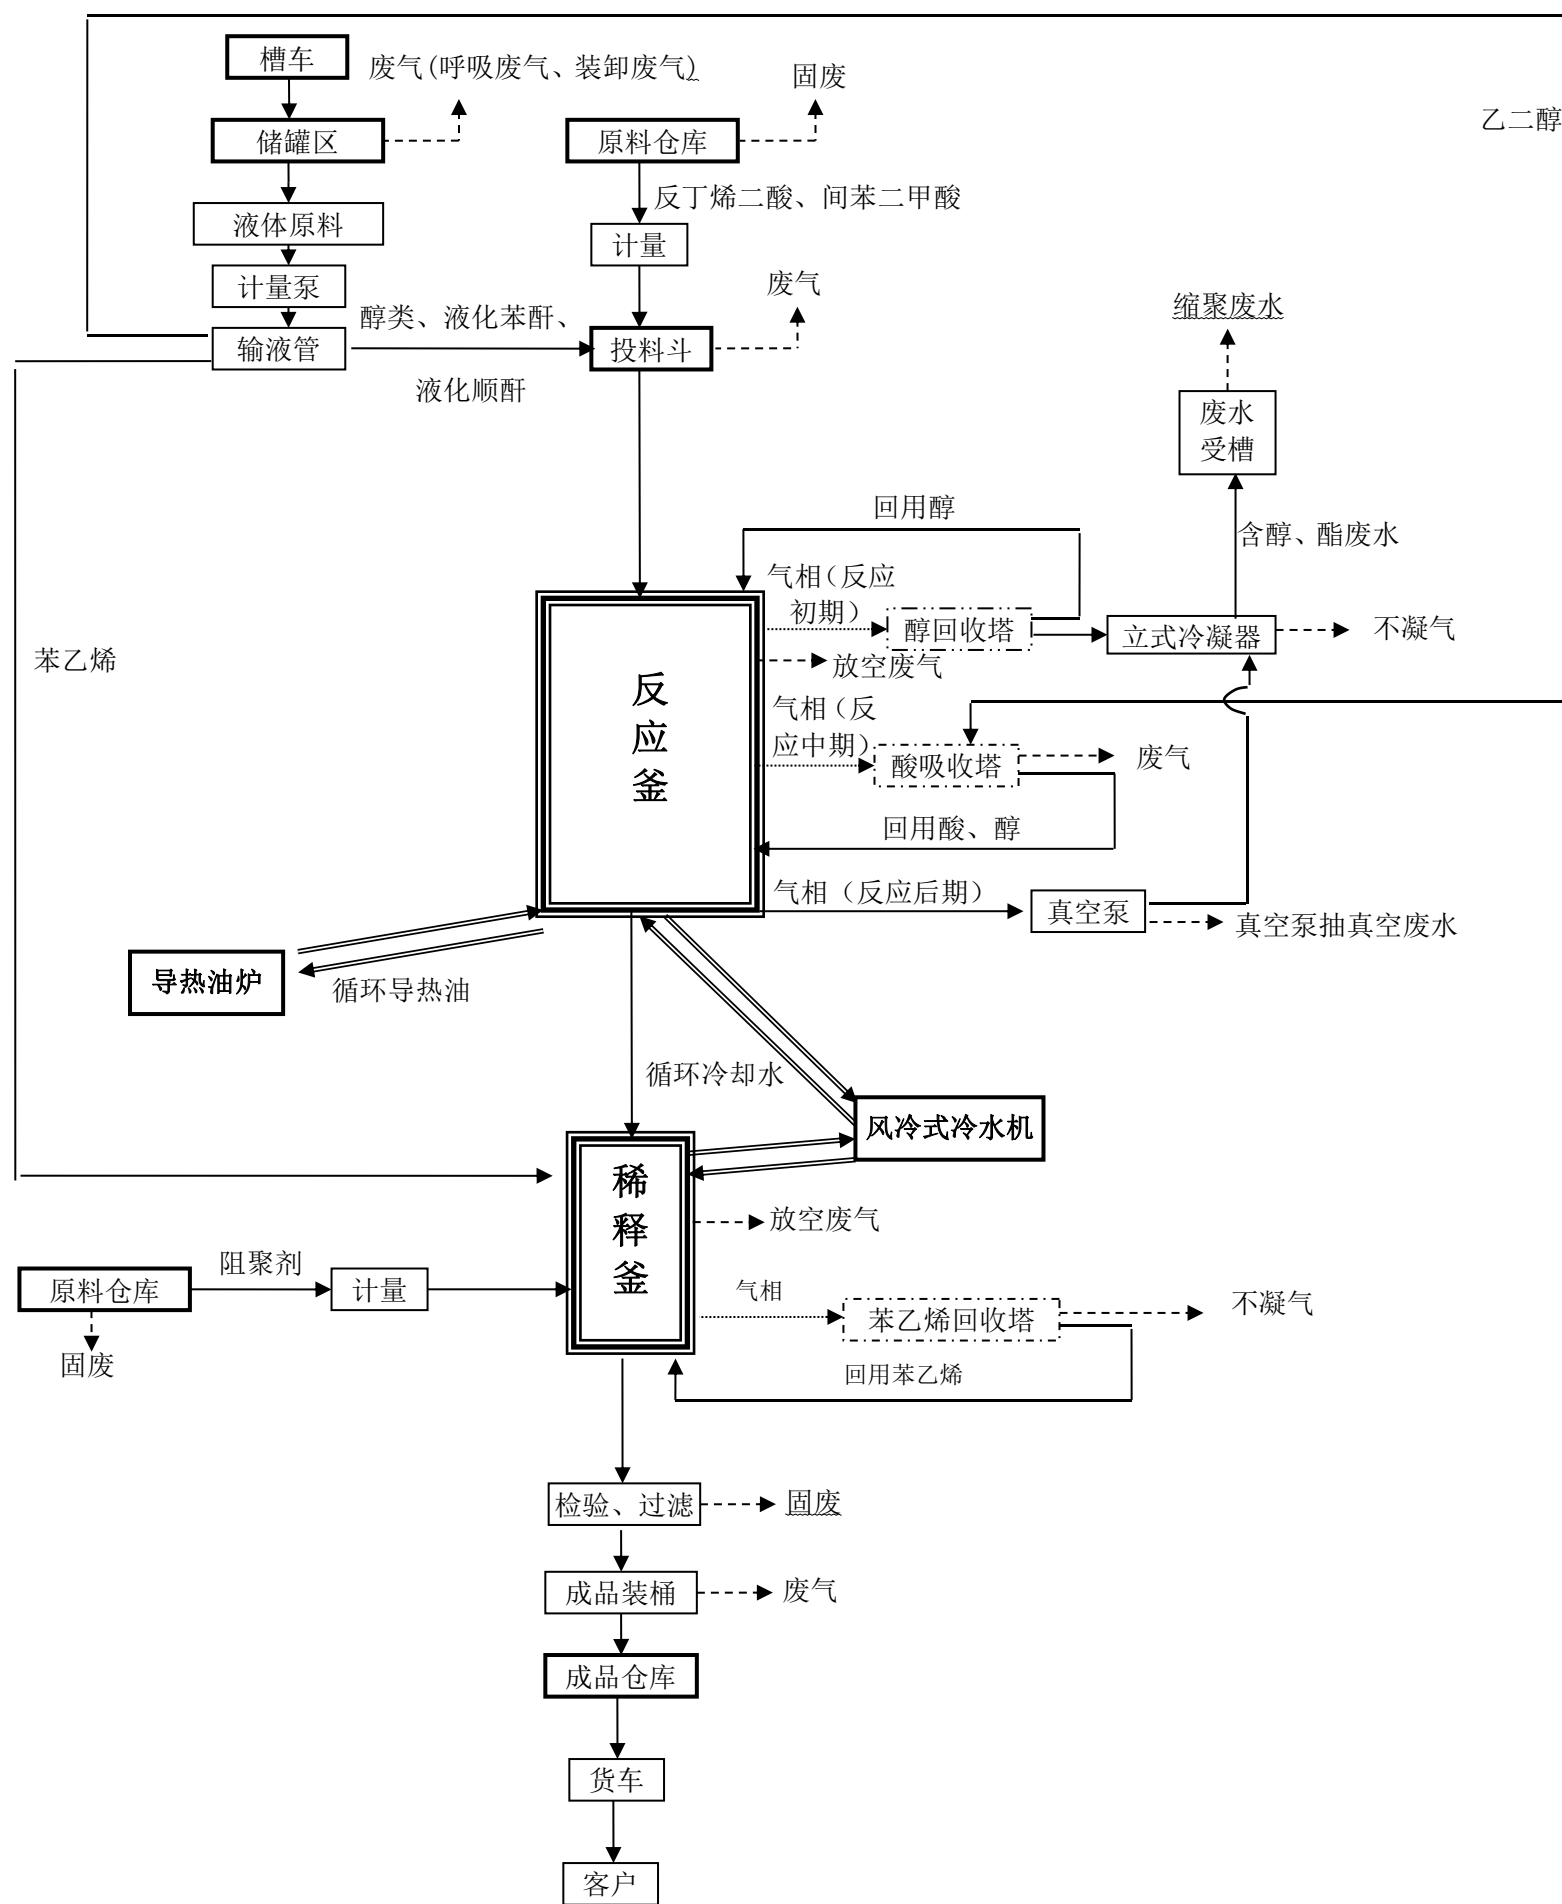 槽车
废气(呼吸废气、装卸废气)
固废
乙二醇
储罐区
原料仓库
反丁烯二酸、间苯二甲酸
液体原料
计量
计量泵
废气
缩聚废水
醇类、液化苯酐、
输液管
投料斗
液化顺酐
废水
受槽
回用醇
含醇、酯废水
气相（反应
初期）
醇回收塔
立式冷凝器
不凝气
苯乙烯
放空废气
反
应
釜
气相（反
应中期）
酸吸收塔
废气
回用酸、醇
气相（反应后期）
真空泵
真空泵抽真空废水
导热油炉
循环导热油
循环冷却水
风冷式冷水机
稀
释
釜
放空废气
原料仓库
阻聚剂
计量
气相
苯乙烯回收塔
不凝气
固废
回用苯乙烯
检验、过滤
固废
成品装桶
废气
成品仓库
货车
客户